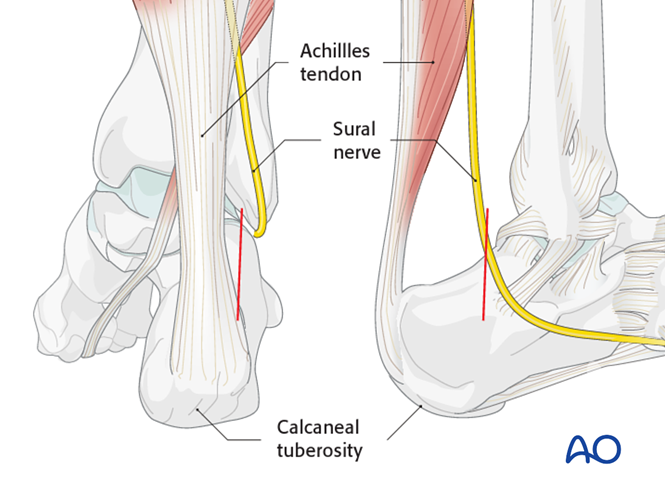 Achillles
tendon
Sural
nerve
Calcaneal
tuberosity
AO